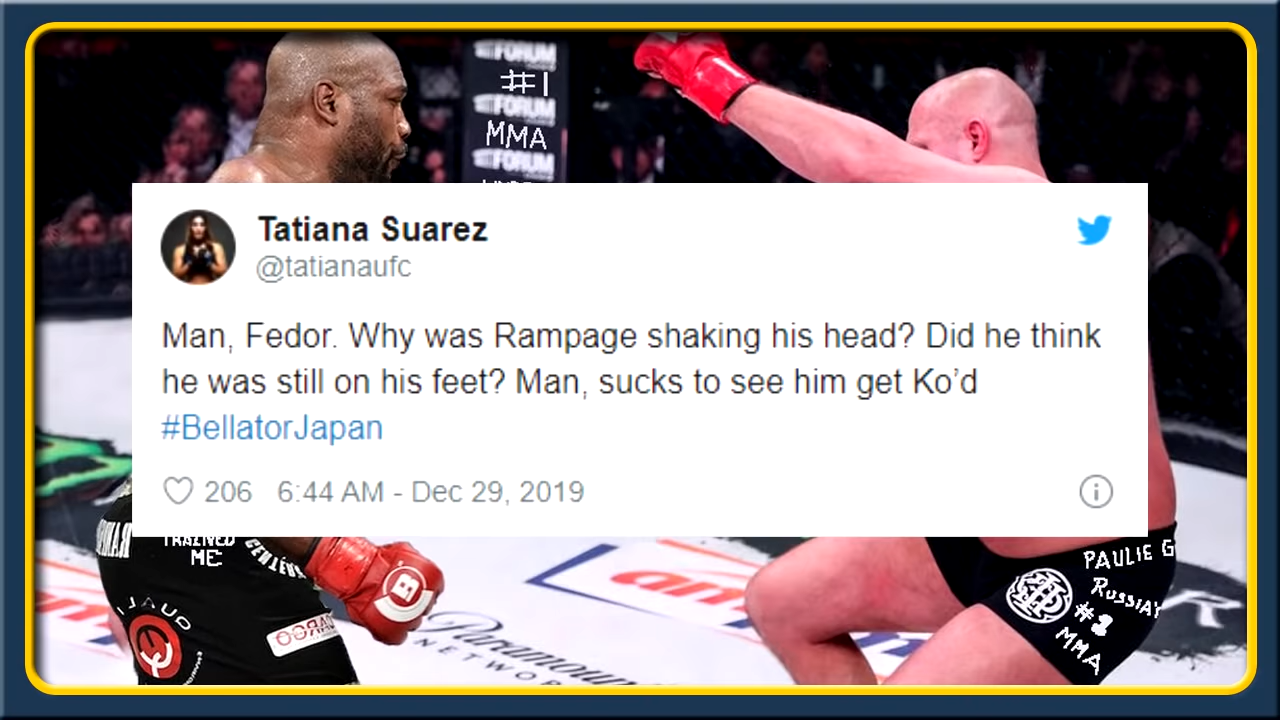 FORUM
#1
FORUM
MMA
FORUM
Tatiana Suarez
@tatianaufc
Man, Fedor. Why was Rampage shaking his head? Did he think
he was still on his feet? Man, sucks to see him get Ko’d
#BellatorJapan
206 6:44 AM - Dec 29, 2019
TRAINED
ME
B
Paramount
NETWOR
PAULIE G
RUSSIA'
MMA